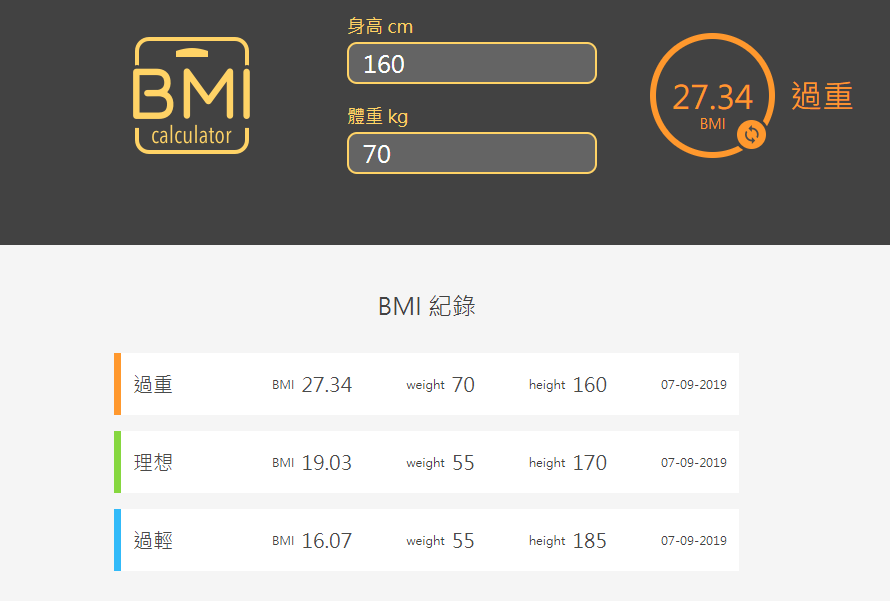 BMI
calculator
身高 cm
160
體重 kg
70
27.34
BMI
過重
BMI 紀錄
過重 BMI 27.34 weight 70 height 160 07-09-2019
理想 BMI 19.03 weight 55 height 170 07-09-2019
過輕 BMI 16.07 weight 55 height 185 07-09-2019